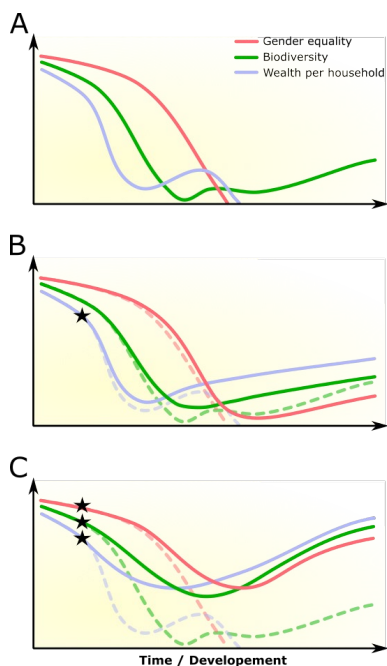 A
Gender equality
Biodiversity
Wealth per household
B
C
Time / Developement